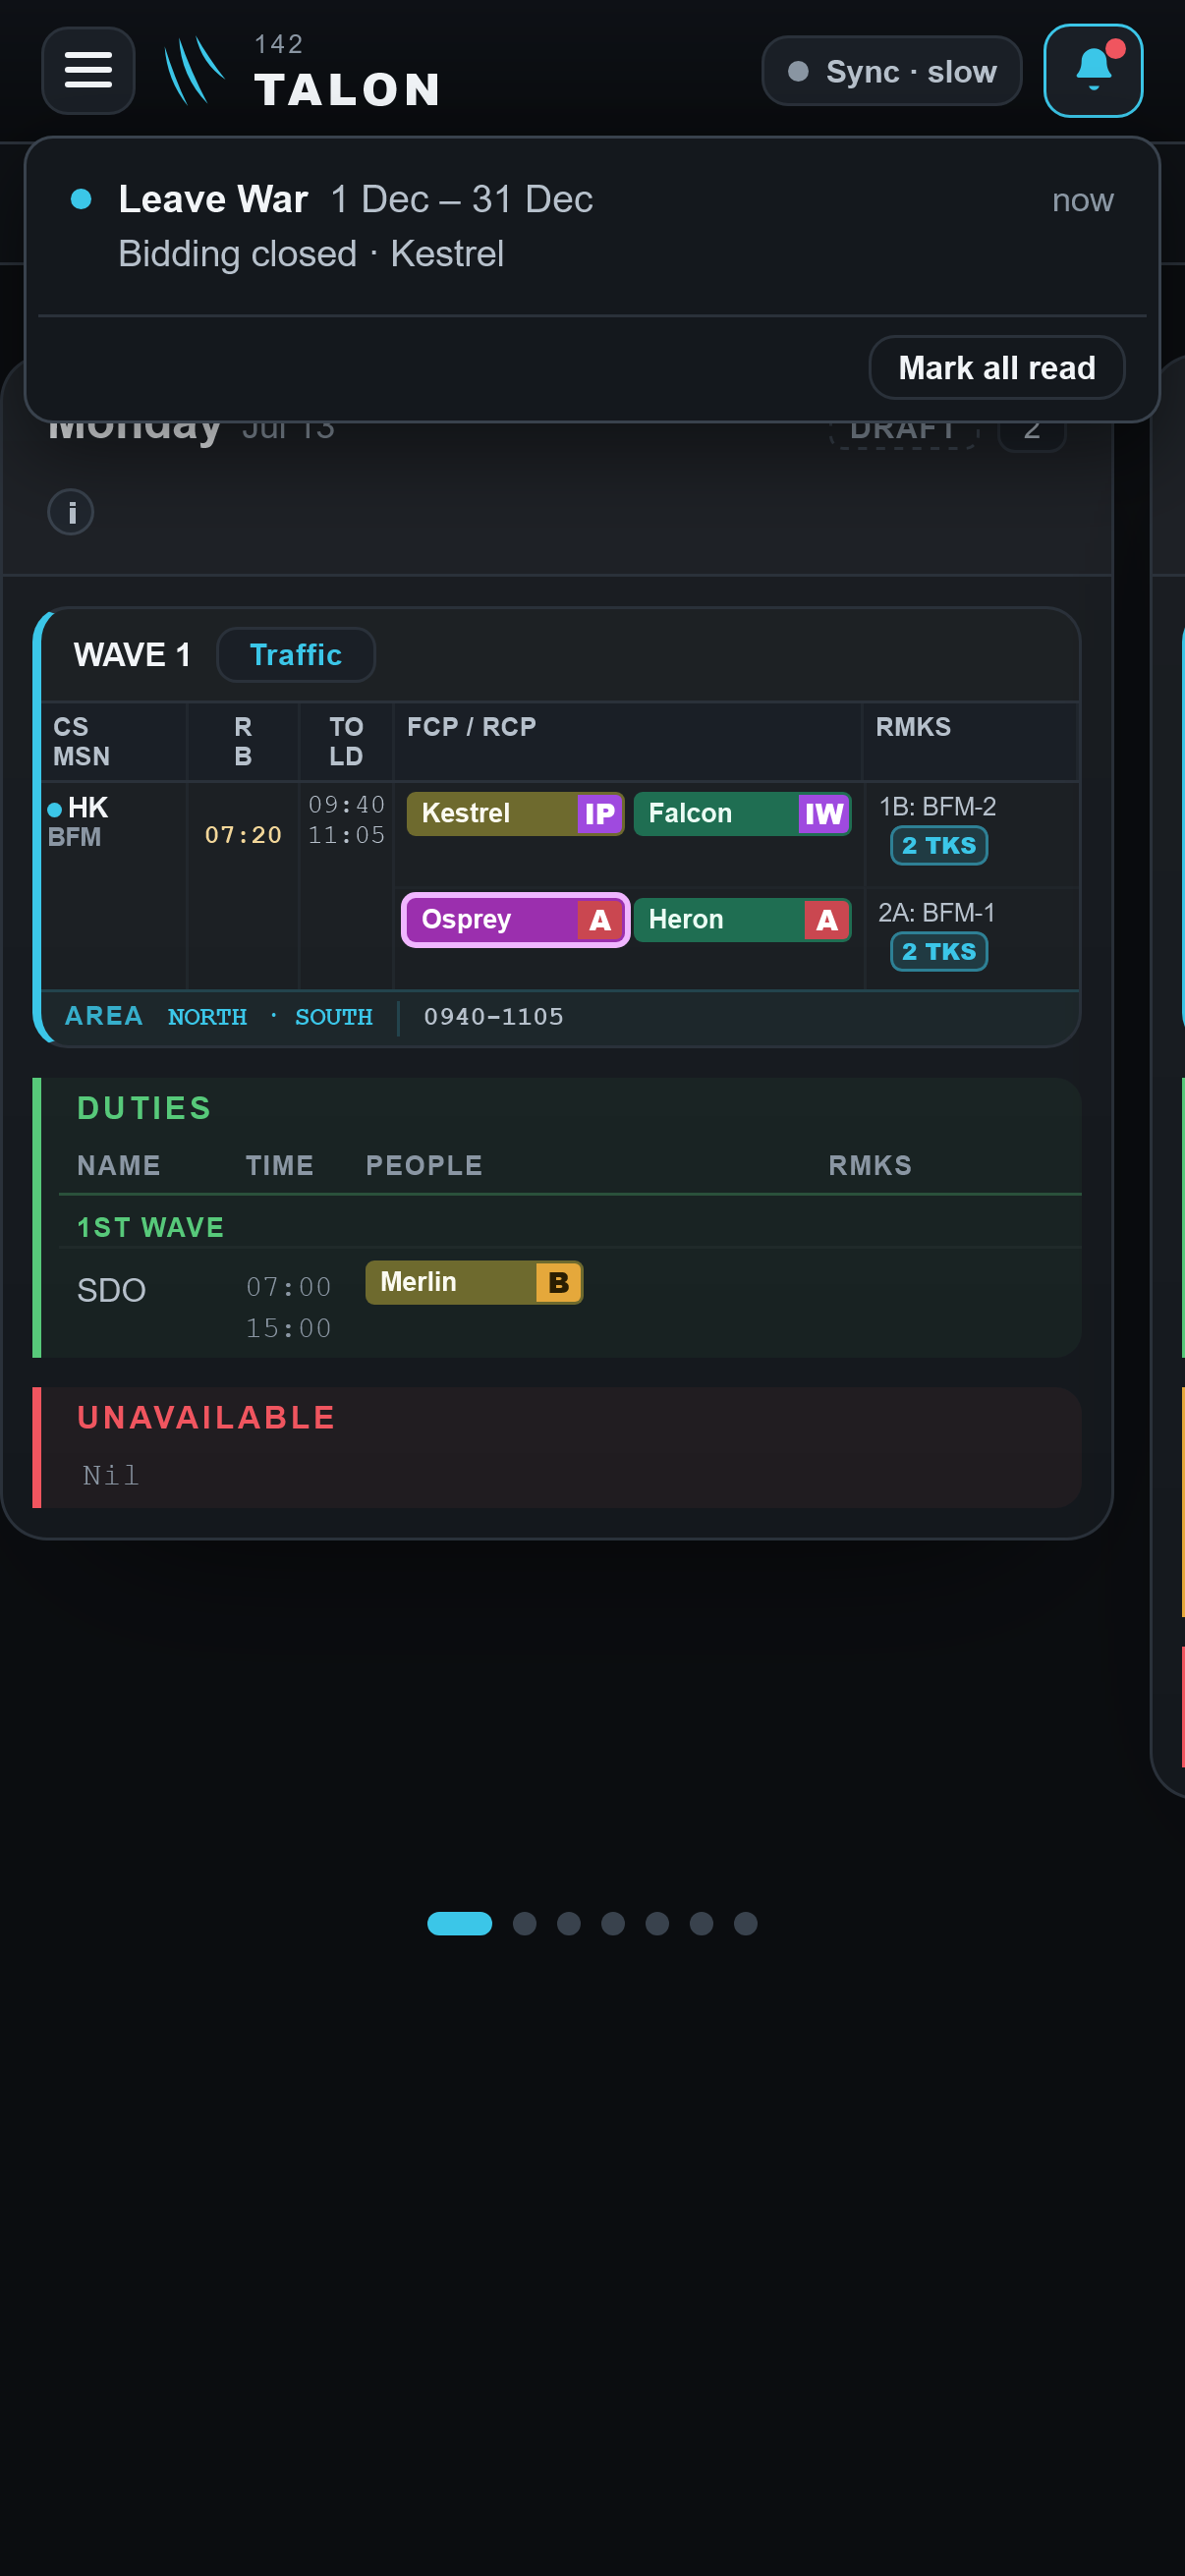 142
TALON
Sync · slow
Leave War 1 Dec – 31 Dec now
Bidding closed · Kestrel
Mark all read
Monday Jul 13 DRAFT 2
i
WAVE 1 Traffic
CS R TO FCP / RCP RMKS
MSN B LD
HK 09:40 Kestrel IP Falcon IW 1B: BFM-2
BFM 07:20 11:05 2 TKS
Osprey A Heron A 2A: BFM-1
2 TKS
AREA NORTH · SOUTH 0940–1105
DUTIES
NAME TIME PEOPLE RMKS
1ST WAVE
SDO 07:00 Merlin B
15:00
UNAVAILABLE
Nil